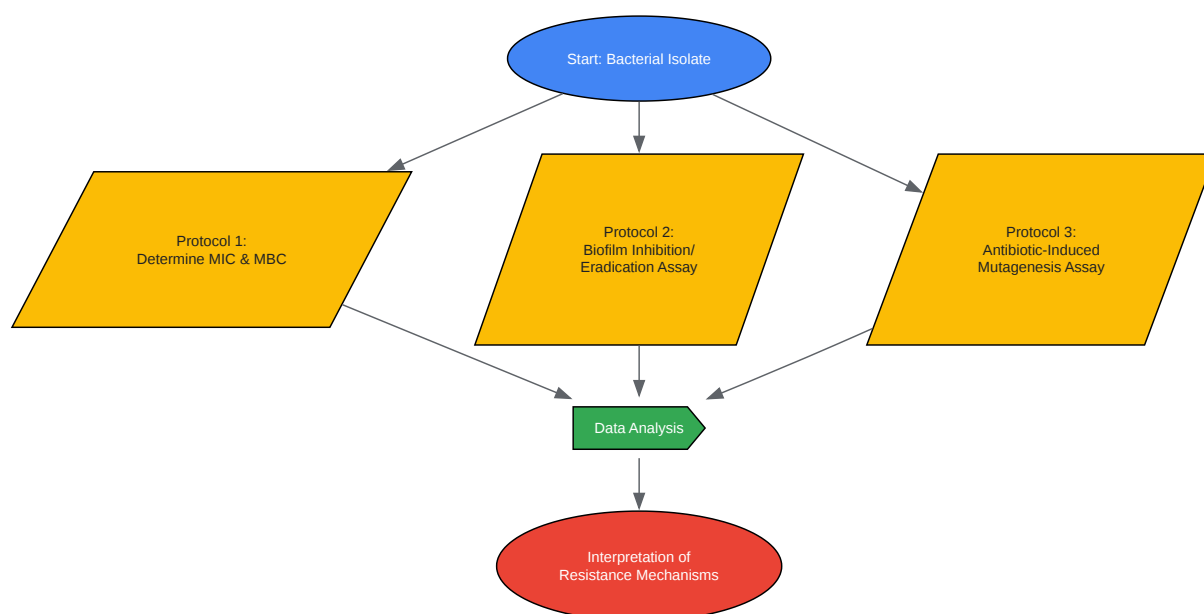 Start: Bacterial Isolate
Protocol 1:
Determine MIC & MBC
Protocol 2:
Biofilm Inhibition/
Eradication Assay
Protocol 3:
Antibiotic-Induced
Mutagenesis Assay
Data Analysis
Interpretation of
Resistance Mechanisms